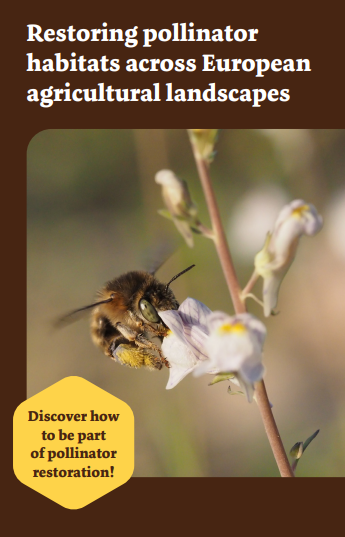 Restoring pollinator
habitats across European
agricultural landscapes
Discover how
to be part
of pollinator
restoration!